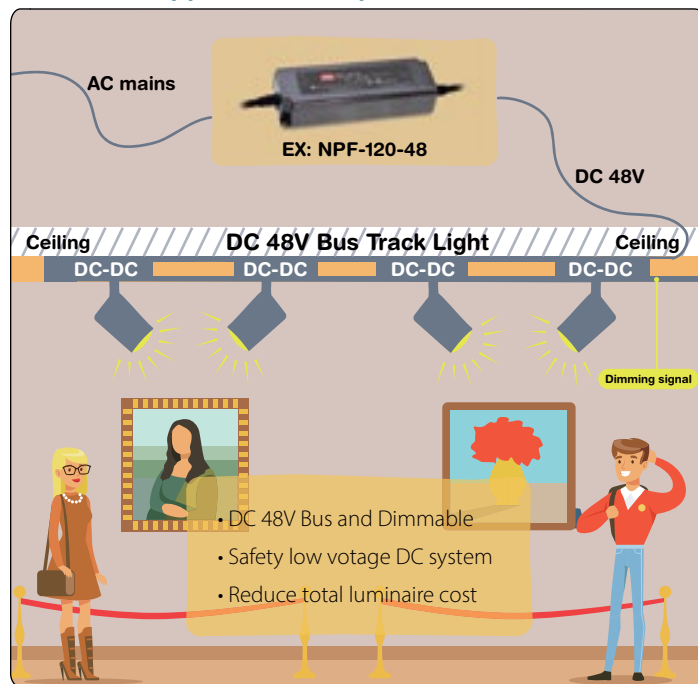 AC mains
EX: NPF-120-48
DC 48V
Ceiling
DC 48V Bus Track Light
Ceiling
DC-DC
DC-DC
DC-DC
DC-DC
Dimming signal
• DC 48V Bus and Dimmable
• Safety low votage DC system
• Reduce total luminaire cost